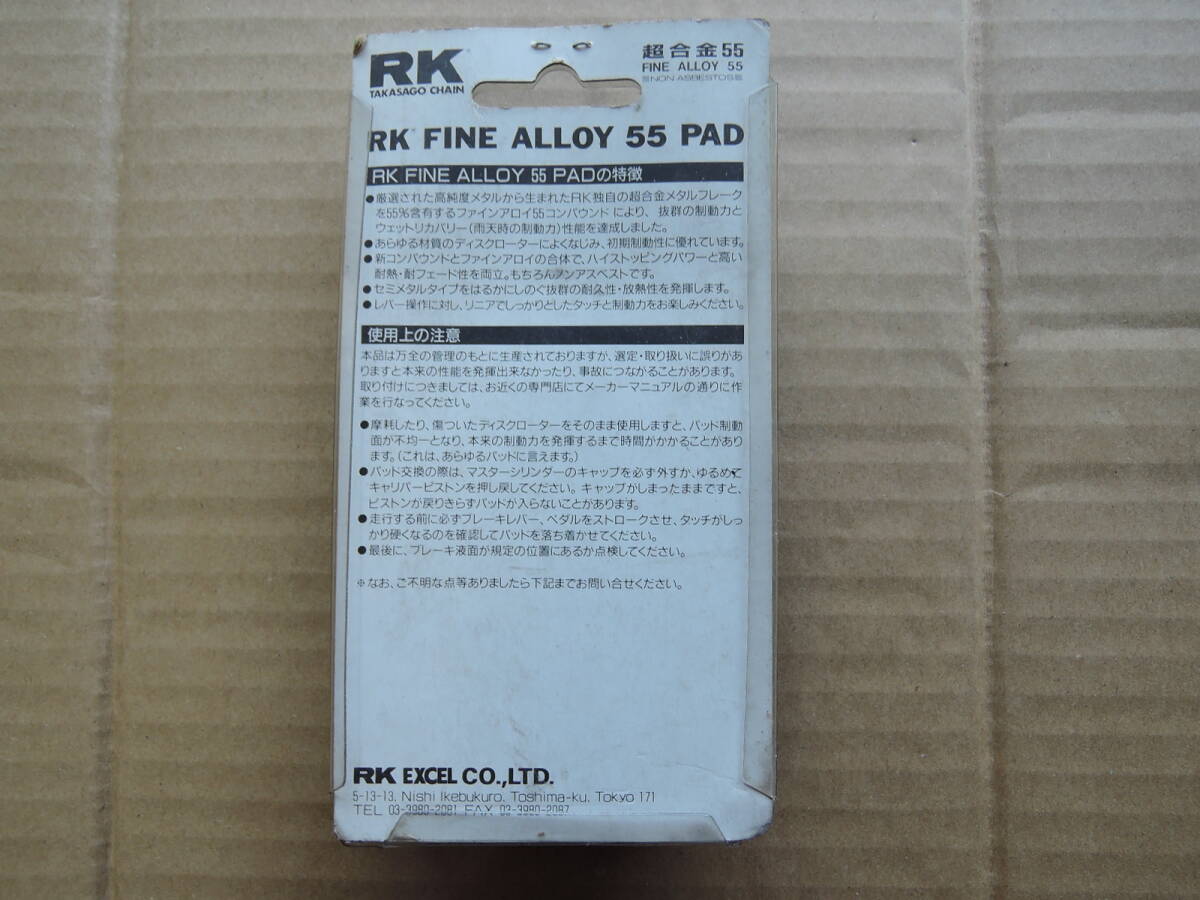 RK
TAKASAGO CHAIN
超合金55
FINE ALLOY 55
≡NON ASBESTOS≡
RK FINE ALLOY 55 PAD
RK FINE ALLOY 55 PADの特徴
●厳選された高純度メタルから生まれたRK独自の超合金メタルフレーク
を55%含有するファインアロイ55コンパウンドにより、抜群の制動力と
ウェットリカバリー(雨天時の制動力)性能を達成しました。
●あらゆる材質のディスクローターによくなじみ、初期制動性に優れています。
●新コンパウンドとファインアロイの合体で、ハイストッピングパワーと高い
耐熱・耐フェード性を両立。もちろんノンアスベストです。
●セミメタルタイプをはるかにしのぐ抜群の耐久性・放熱性を発揮します。
●レバー操作に対し、リニアでしっかりとしたタッチと制動力をお楽しみください。
使用上の注意
本品は万全の管理のもとに生産されておりますが、選定・取り扱いに誤りがあ
りますと本来の性能を発揮出来なかったり、事故につながることがあります。
取り付けにつきましては、お近くの専門店にてメーカーマニュアルの通りに作
業を行なってください。
●摩耗したり、傷ついたディスクローターをそのまま使用しますと、パッド制動
面が不均一となり、本来の制動力を発揮するまで時間がかかることがあり
ます。(これは、あらゆるパッドに言えます。)
●パッド交換の際は、マスターシリンダーのキャップを必ず外すか、ゆるめて
キャリパーピストンを押し戻してください。キャップがしまったままですと、
ピストンが戻りきらずパッドが入らないことがあります。
●走行する前に必ずブレーキレバー、ペダルをストロークさせ、タッチがしっ
かり硬くなるのを確認してパッドを落ち着かせてください。
●最後に、ブレーキ液面が規定の位置にあるか点検してください。
※なお、ご不明な点等ありましたら下記までお問い合せください。
RK EXCEL CO.,LTD.
5-13-13, Nishi Ikebukuro, Toshima-ku, Tokyo 171
TEL 03-3980-2081 FAX 03-3980-2087